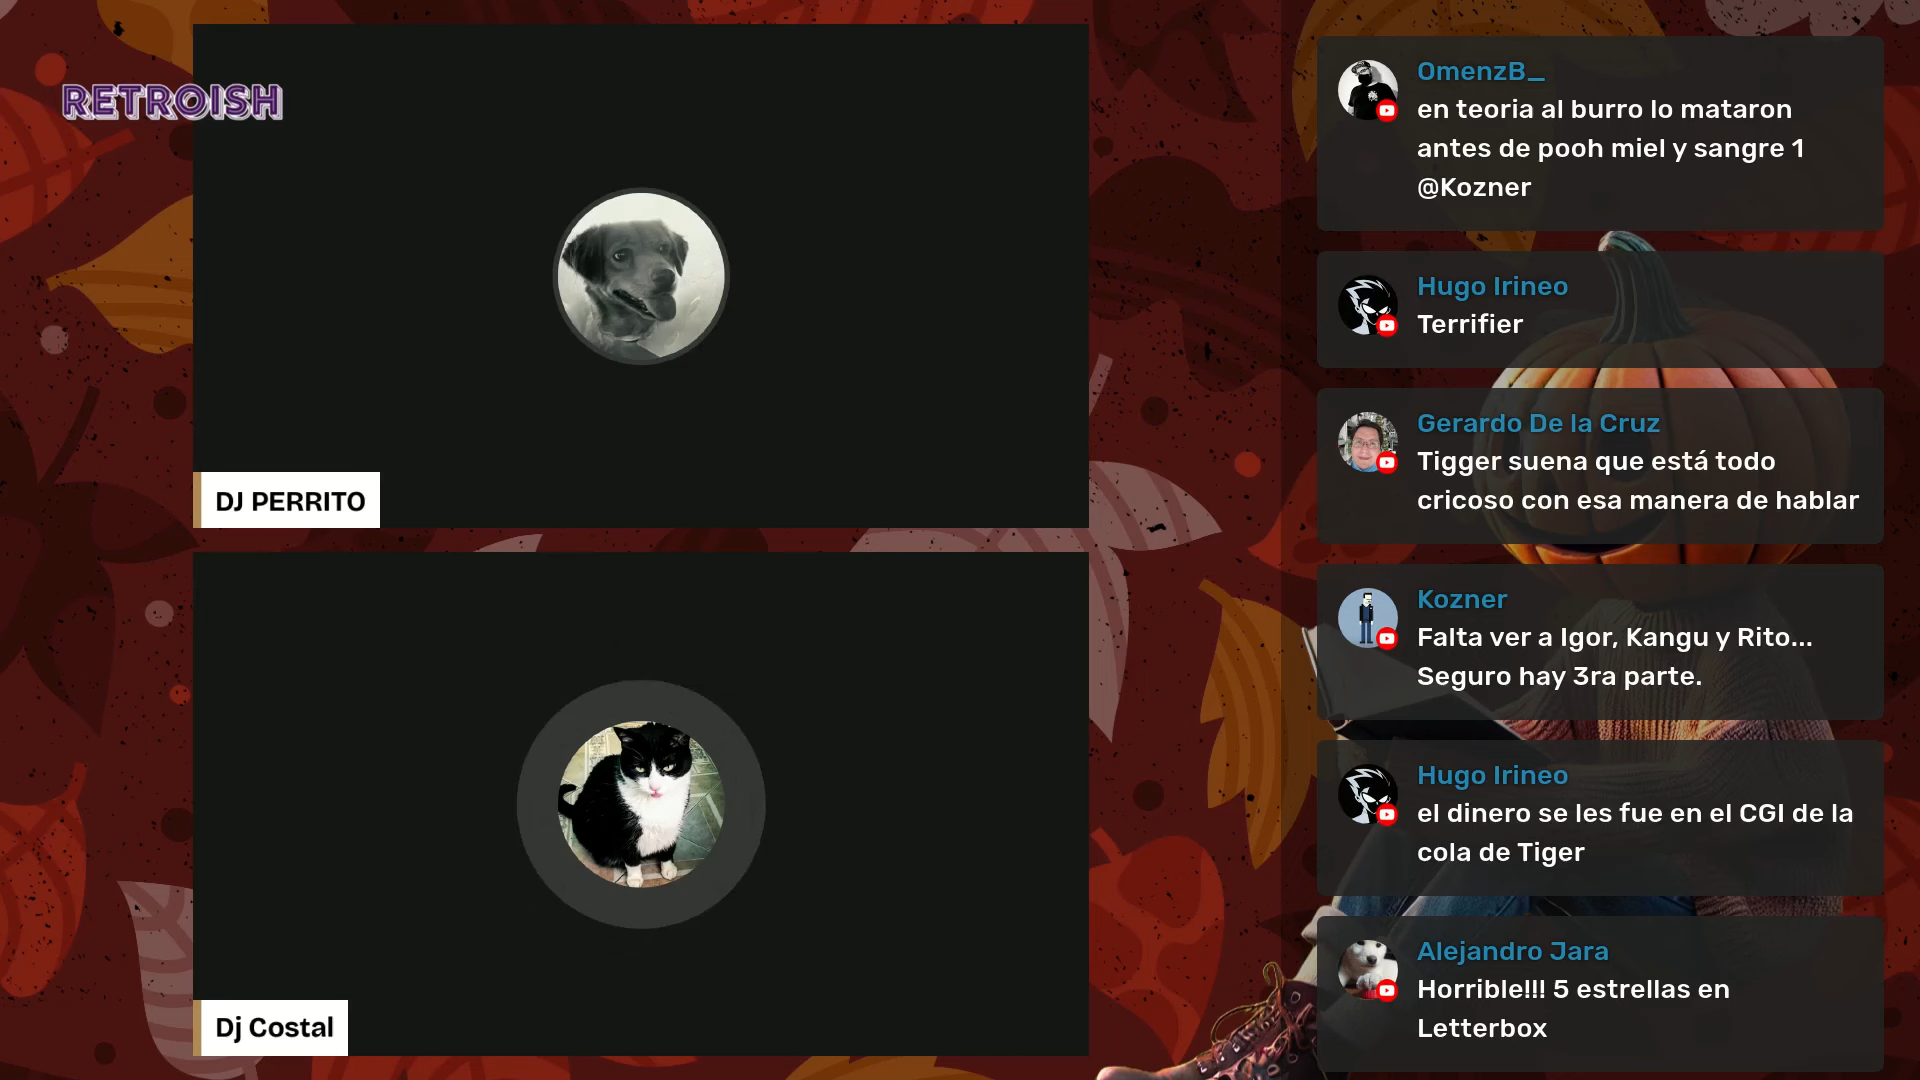 RETROISH
DJ PERRITO
Dj Costal
OmenzB_
en teoria al burro lo mataron
antes de pooh miel y sangre 1
@Kozner
Hugo Irineo
Terrifier
Gerardo De la Cruz
Tigger suena que está todo
cricoso con esa manera de hablar
Kozner
Falta ver a Igor, Kangu y Rito...
Seguro hay 3ra parte.
Hugo Irineo
el dinero se les fue en el CGI de la
cola de Tiger
Alejandro Jara
Horrible!!! 5 estrellas en
Letterbox